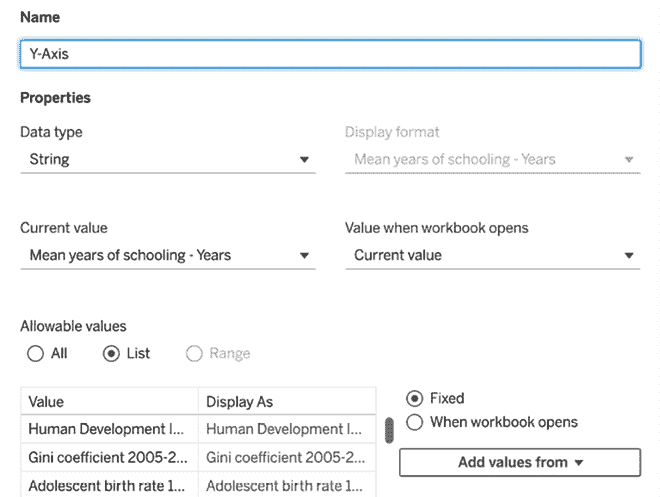 Name
Y-Axis
Properties
Data type Display format
String Mean years of schooling - Years
Current value Value when workbook opens
Mean years of schooling - Years Current value
Allowable values
All List Range
Value Display As Fixed
Human Development I... Human Development I... When workbook opens
Gini coefficient 2005-2... Gini coefficient 2005-2... Add values from
Adolescent birth rate 1... Adolescent birth rate 1...